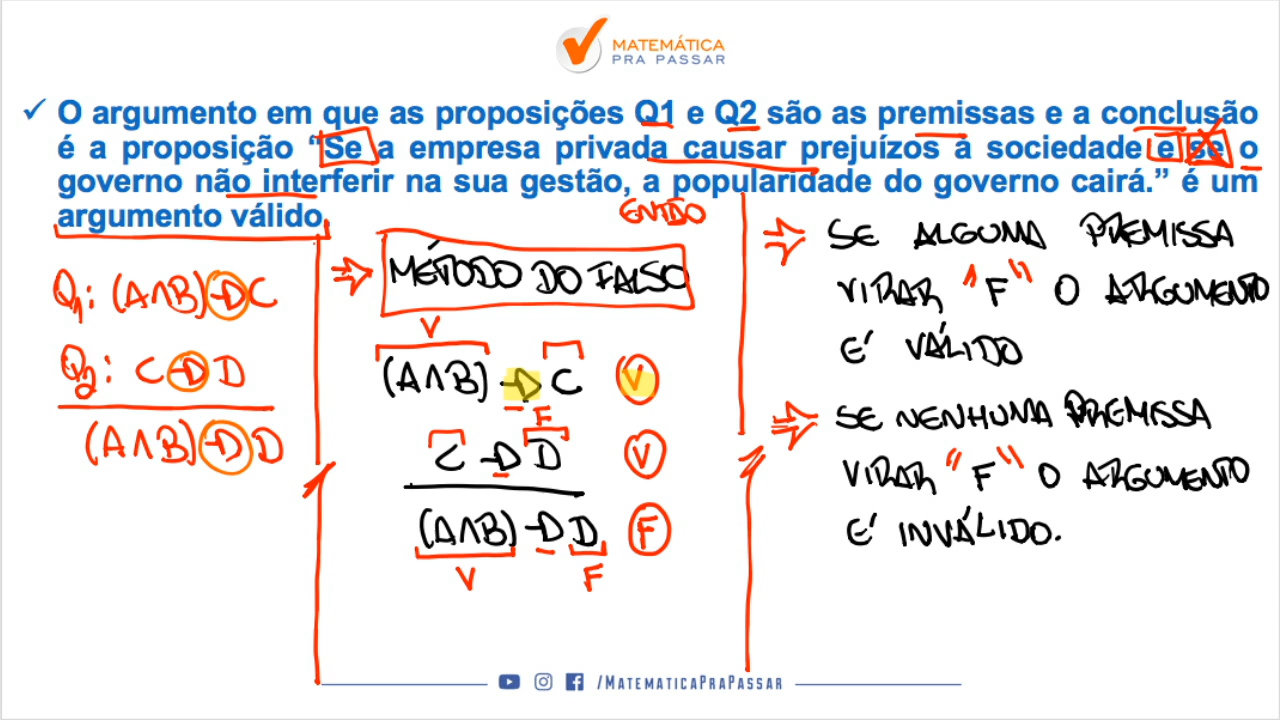 MATEMÁTICA
PRA PASSAR
✓ O argumento em que as proposições Q1 e Q2 são as premissas e a conclusão
é a proposição “Se a empresa privada causar prejuízos à sociedade e se o
governo não interferir na sua gestão, a popularidade do governo cairá.” é um
argumento válido.
ENTÃO
Q1: (A∧B)→C
Q2: C→D
(A∧B)→D
⇒ MÉTODO DO FALSO
V
(A∧B)→C V
F
C→D V
(A∧B)→D F
V F
⇒ SE ALGUMA PREMISSA
VIRAR "F" O ARGUMENTO
É VÁLIDO
⇒ SE NENHUMA PREMISSA
VIRAR "F" O ARGUMENTO
É INVÁLIDO.
/MATEMATICAPRAPASSAR